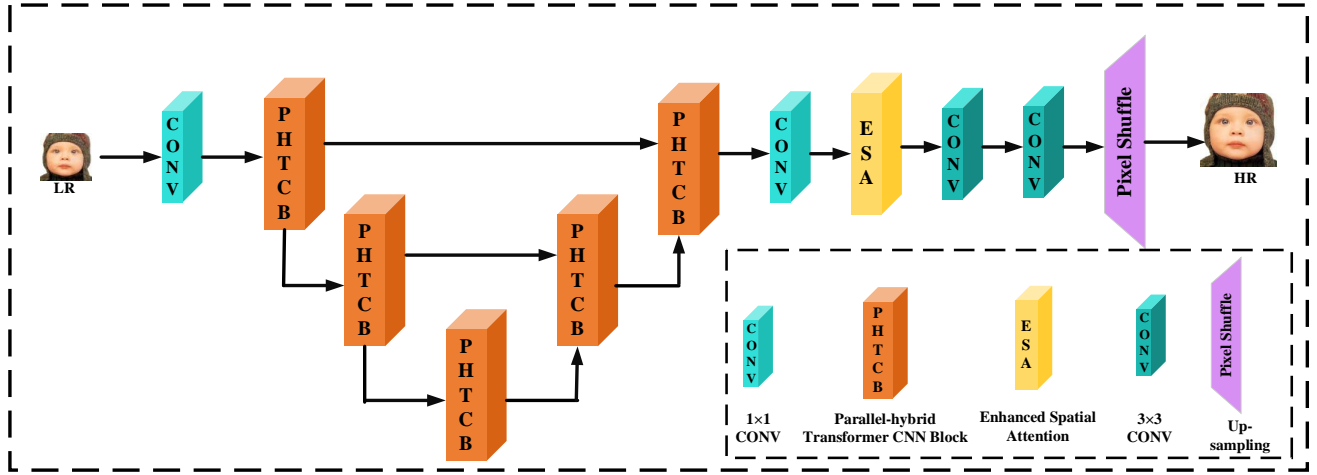 LR
CONV
PHTCB
PHTCB
PHTCB
PHTCB
PHTCB
CONV
ESA
CONV
CONV
Pixel Shuffle
HR
CONV
PHTCB
ESA
CONV
Pixel Shuffle
1×1
CONV
Parallel-hybrid
Transformer CNN Block
Enhanced Spatial
Attention
3×3
CONV
Up-
sampling